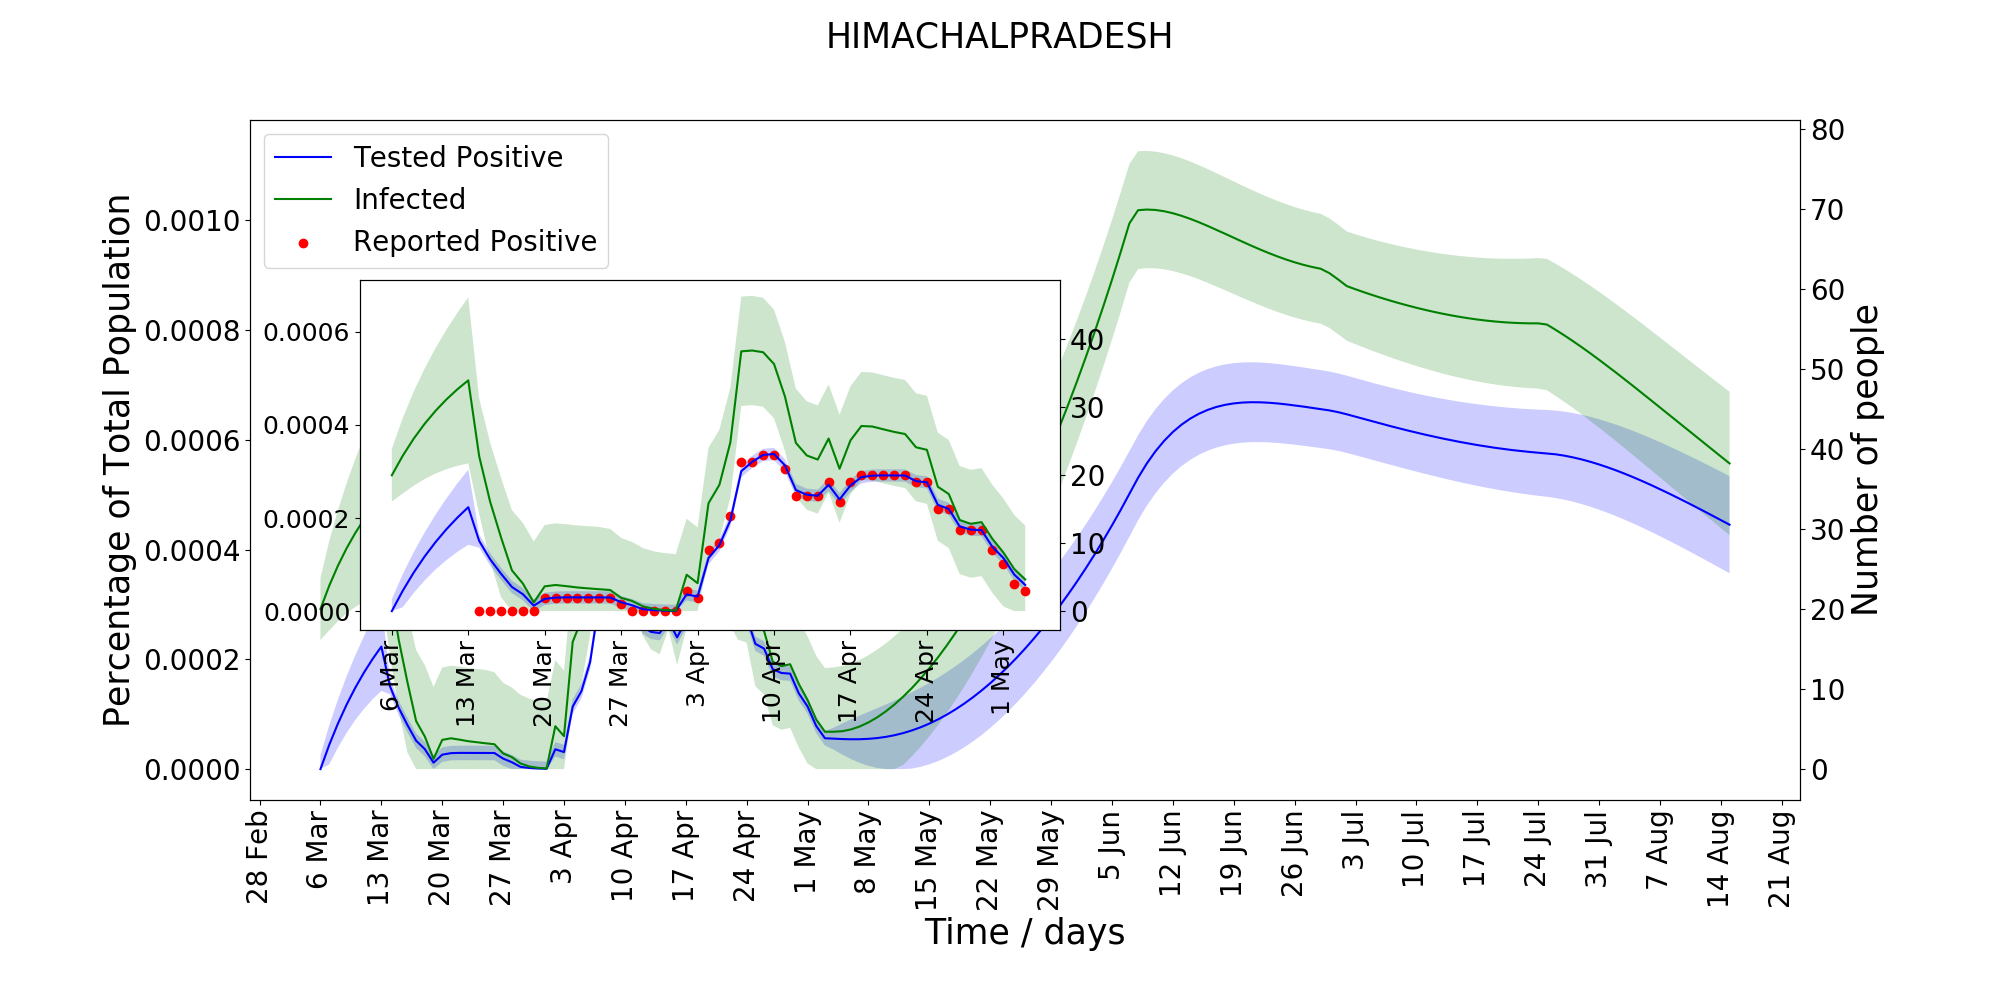 HIMACHALPRADESH
Tested Positive
Infected
Reported Positive
Percentage of Total Population
0.0010
0.0008
0.0006
0.0004
0.0002
0.0000
80
70
60
50
40
30
20
10
0
Number of people
0.0006
0.0004
0.0002
0.0000
40
30
20
10
0
6 Mar
13 Mar
20 Mar
27 Mar
3 Apr
10 Apr
17 Apr
24 Apr
1 May
28 Feb
6 Mar
13 Mar
20 Mar
27 Mar
3 Apr
10 Apr
17 Apr
24 Apr
1 May
8 May
15 May
22 May
29 May
5 Jun
12 Jun
19 Jun
26 Jun
3 Jul
10 Jul
17 Jul
24 Jul
31 Jul
7 Aug
14 Aug
21 Aug
Time / days